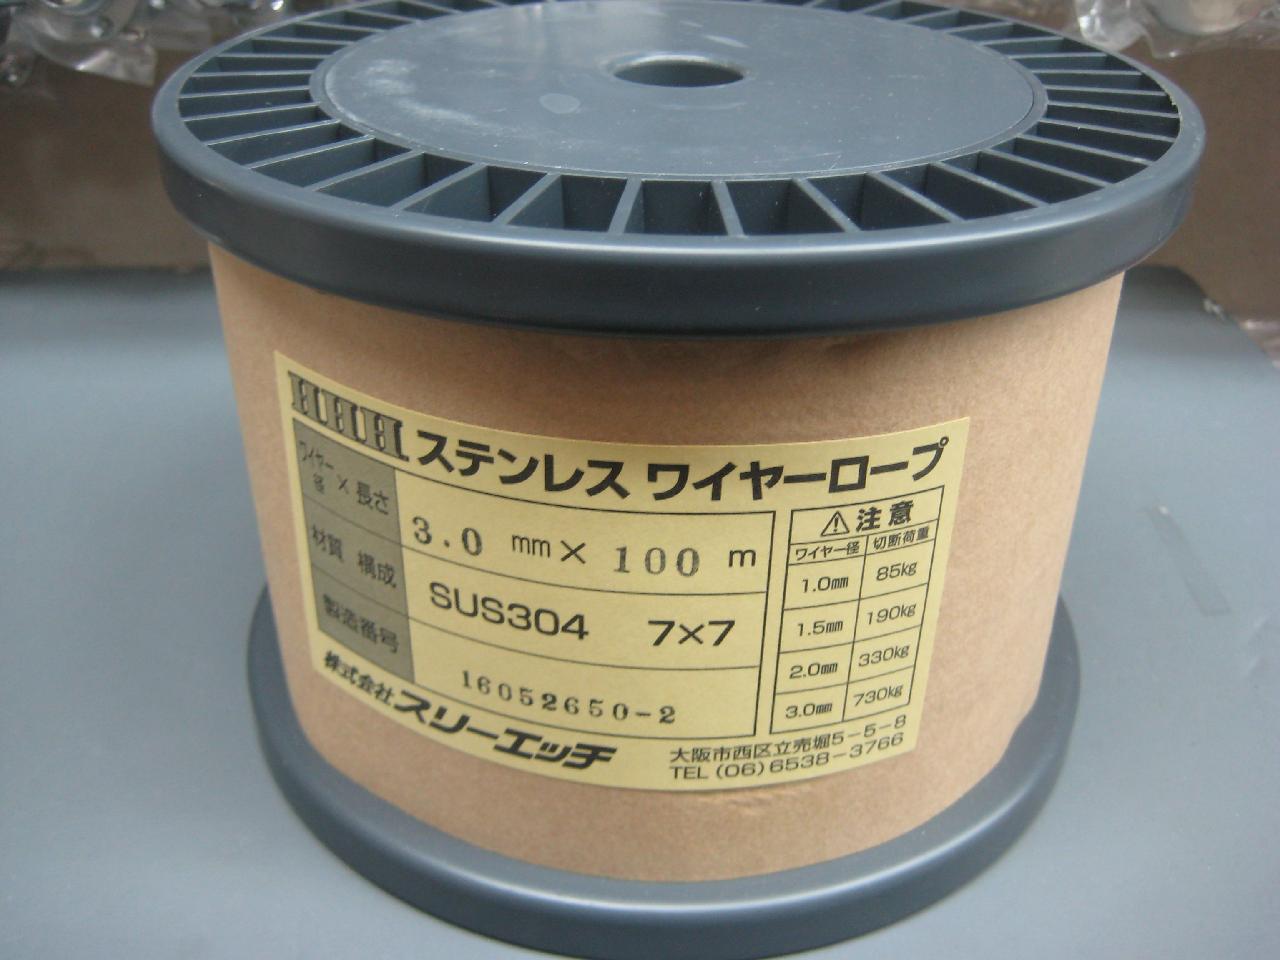 HHH ステンレス ワイヤーロープ
ワイヤー径 × 長さ
3.0 mm × 100 m
材質 構成
SUS304 7×7
製造番号
16052650-2
注意
ワイヤー径 切断荷重
1.0mm 85kg
1.5mm 190kg
2.0mm 330kg
3.0mm 730kg
株式会社 スリーエッチ
大阪市西区立売堀5-5-8
TEL (06) 6538-3766